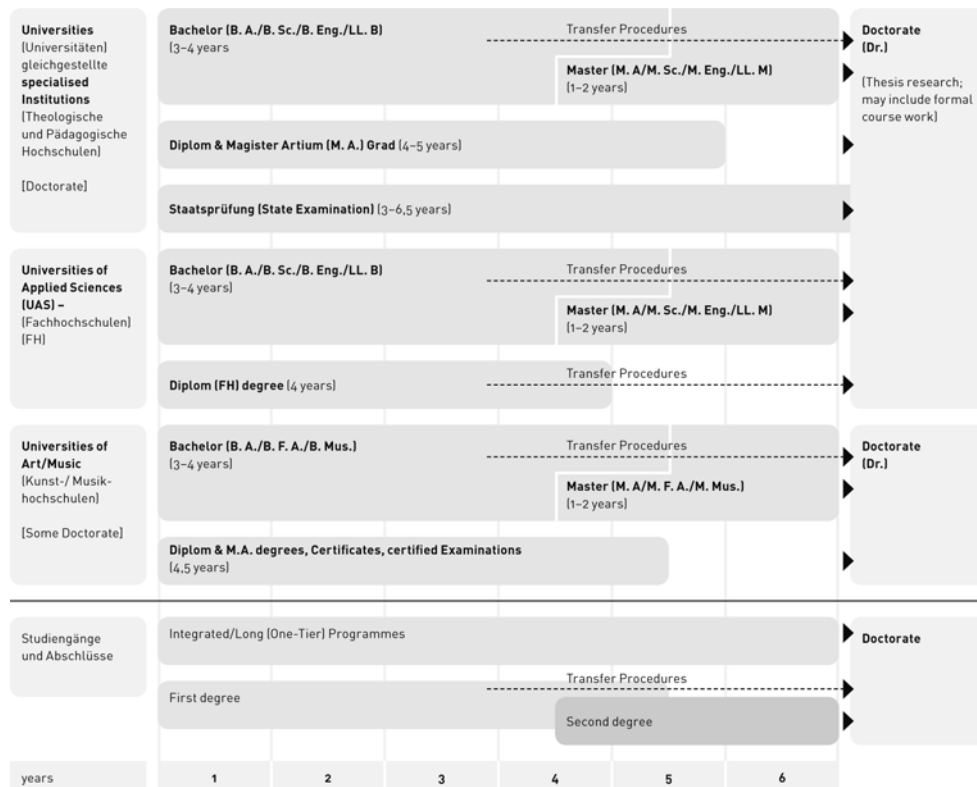 Universities
(Universitäten)
gleichgestellte
specialised
Institutions
(Theologische
und Pädagogische
Hochschulen)
[Doctorate]
Bachelor (B. A./B. Sc./B. Eng./LL. B)
(3–4 years
Transfer Procedures
Master (M. A/M. Sc./M. Eng./LL. M)
(1–2 years)
Diplom & Magister Artium (M. A.) Grad (4–5 years)
Staatsprüfung (State Examination) (3–6,5 years)
Doctorate
(Dr.)
(Thesis research;
may include formal
course work)
Universities of
Applied Sciences
(UAS) –
(Fachhochschulen)
(FH)
Bachelor (B. A./B. Sc./B. Eng./LL. B)
(3–4 years)
Transfer Procedures
Master (M. A/M. Sc./M. Eng./LL. M)
(1–2 years)
Diplom (FH) degree (4 years)
Transfer Procedures
Universities of
Art/Music
(Kunst-/ Musik-
hochschulen)
[Some Doctorate]
Bachelor (B. A./B. F. A./B. Mus.)
(3–4 years)
Transfer Procedures
Master (M. A/M. F. A./M. Mus.)
(1–2 years)
Diplom & M.A. degrees, Certificates, certified Examinations
(4,5 years)
Doctorate
(Dr.)
Studiengänge
und Abschlüsse
Integrated/Long (One-Tier) Programmes
Transfer Procedures
First degree
Second degree
Doctorate
years 1 2 3 4 5 6